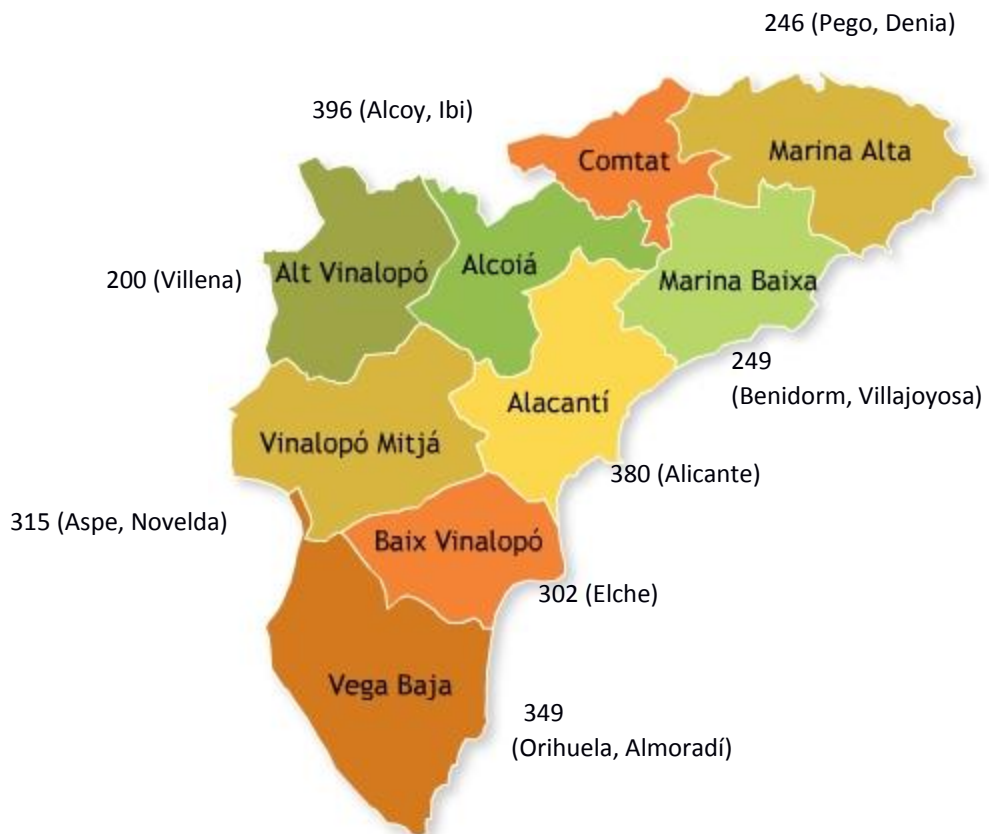 246 (Pego, Denia)
396 (Alcoy, Ibi)
Comtat
Marina Alta
200 (Villena)
Alt Vinalopó
Alcoiá
Marina Baixa
249
(Benidorm, Villajoyosa)
Alacantí
Vinalopó Mitjá
380 (Alicante)
315 (Aspe, Novelda)
Baix Vinalopó
302 (Elche)
Vega Baja
349
(Orihuela, Almoradí)